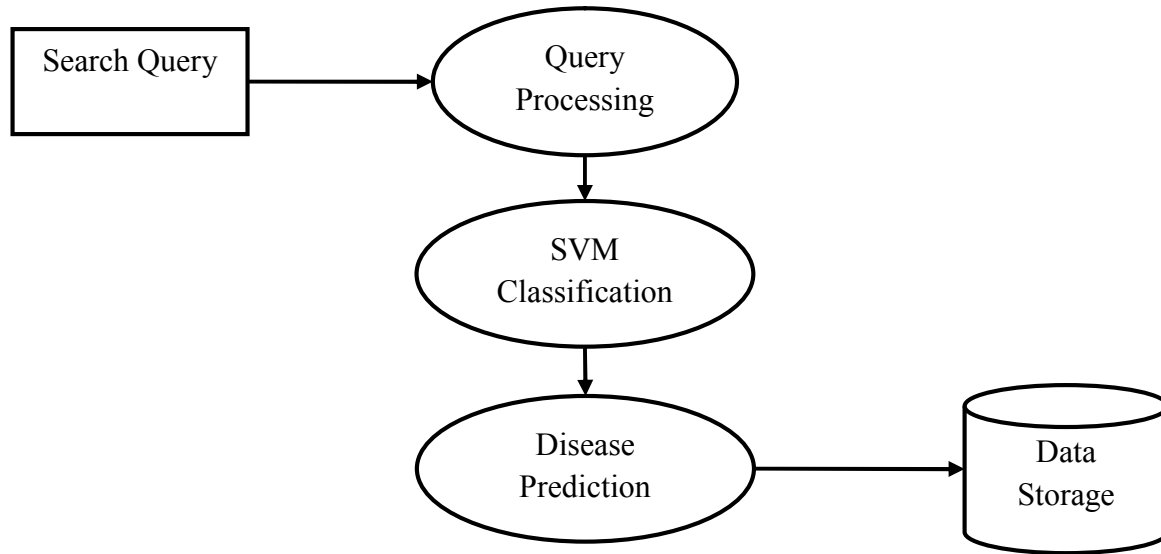 Search Query
Query
Processing
SVM
Classification
Disease
Prediction
Data
Storage